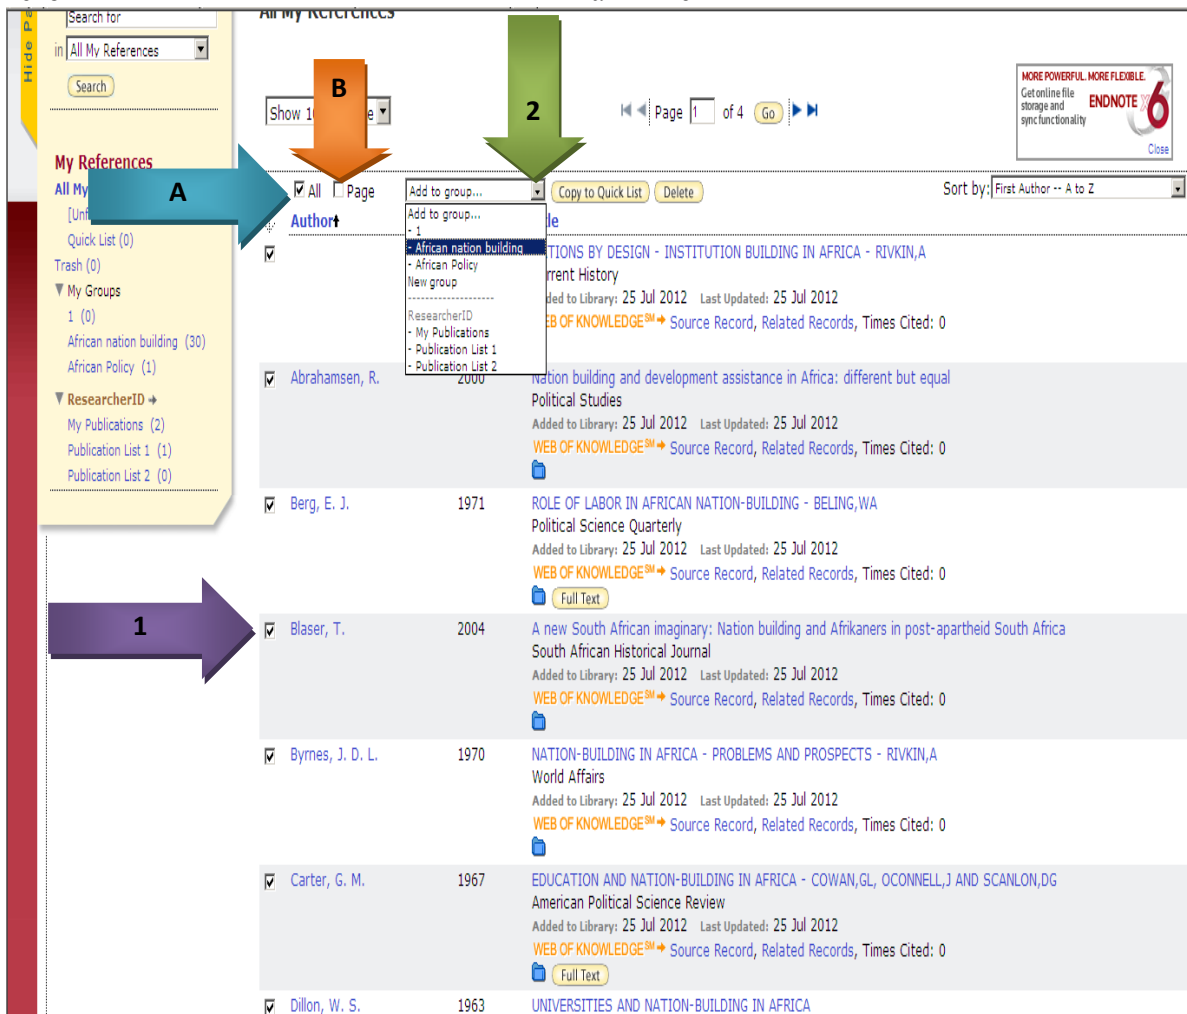 All My References
Hide Pa
Search for
in All My References
Search
Show 10 e
B
2
Page 1 of 4 Go
MORE POWERFUL. MORE FLEXIBLE.
Get online file
storage and
sync functionality
ENDNOTE X6
Close
My References
All My
[Unf
Quick List (0)
Trash (0)
▼ My Groups
1 (0)
African nation building (30)
African Policy (1)
▼ ResearcherID
My Publications (2)
Publication List 1 (1)
Publication List 2 (0)
A
All Page
Add to group...
Copy to Quick List Delete
Sort by: First Author -- A to Z
Author
tle
Add to group...
- 1
- African nation building
- African Policy
New group
--------------------
ResearcherID
- My Publications
- Publication List 1
- Publication List 2
TIONS BY DESIGN - INSTITUTION BUILDING IN AFRICA - RIVKIN,A
rrent History
ded to Library: 25 Jul 2012 Last Updated: 25 Jul 2012
EB OF KNOWLEDGE SM Source Record, Related Records, Times Cited: 0
Abrahamsen, R. 2000 Nation building and development assistance in Africa: different but equal
Political Studies
Added to Library: 25 Jul 2012 Last Updated: 25 Jul 2012
WEB OF KNOWLEDGE SM Source Record, Related Records, Times Cited: 0
Berg, E. J. 1971 ROLE OF LABOR IN AFRICAN NATION-BUILDING - BELING,WA
Political Science Quarterly
Added to Library: 25 Jul 2012 Last Updated: 25 Jul 2012
WEB OF KNOWLEDGE SM Source Record, Related Records, Times Cited: 0
Full Text
1
Blaser, T. 2004 A new South African imaginary: Nation building and Afrikaners in post-apartheid South Africa
South African Historical Journal
Added to Library: 25 Jul 2012 Last Updated: 25 Jul 2012
WEB OF KNOWLEDGE SM Source Record, Related Records, Times Cited: 0
Byrnes, J. D. L. 1970 NATION-BUILDING IN AFRICA - PROBLEMS AND PROSPECTS - RIVKIN,A
World Affairs
Added to Library: 25 Jul 2012 Last Updated: 25 Jul 2012
WEB OF KNOWLEDGE SM Source Record, Related Records, Times Cited: 0
Carter, G. M. 1967 EDUCATION AND NATION-BUILDING IN AFRICA - COWAN,GL, OCONNELL,J AND SCANLON,DG
American Political Science Review
Added to Library: 25 Jul 2012 Last Updated: 25 Jul 2012
WEB OF KNOWLEDGE SM Source Record, Related Records, Times Cited: 0
Full Text
Dillon, W. S. 1963 UNIVERSITIES AND NATION-BUILDING IN AFRICA